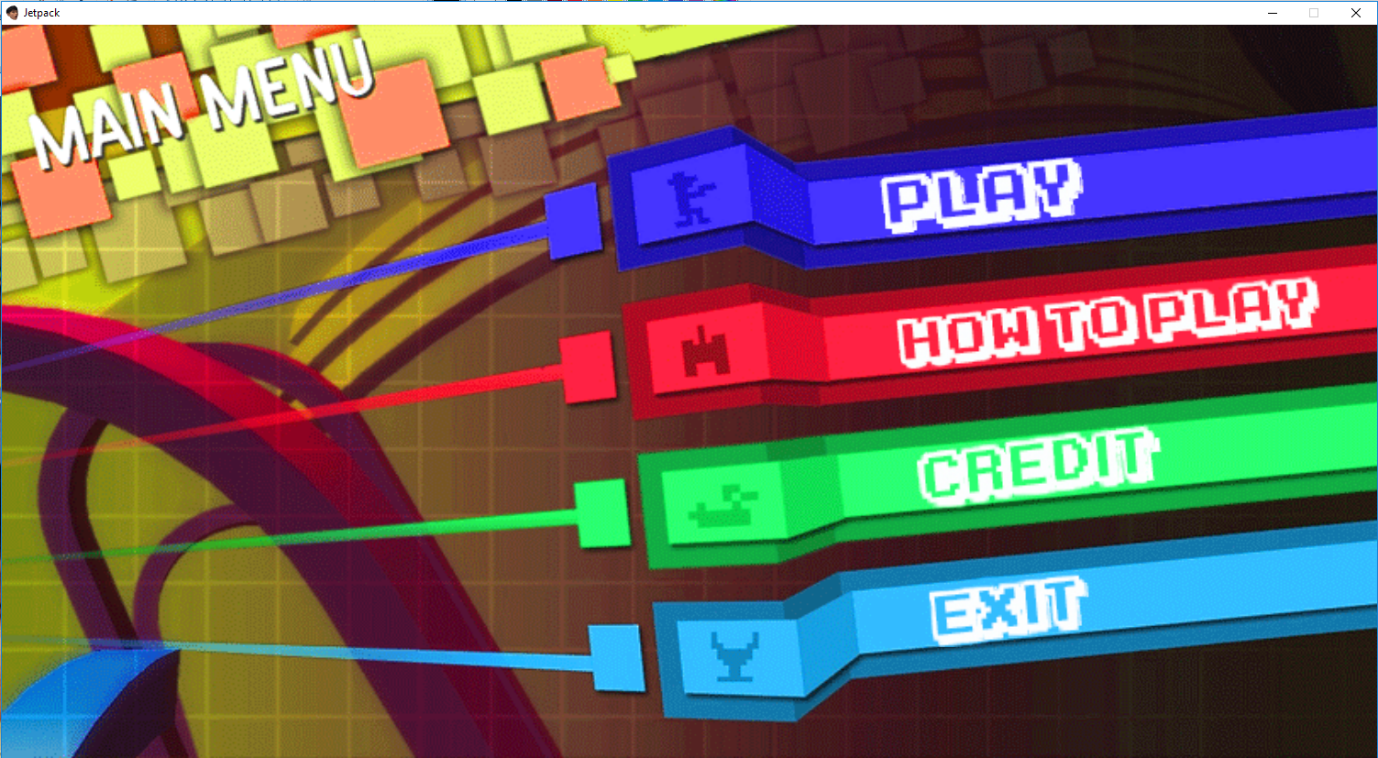 Jetpack
MAIN MENU
PLAY
HOW TO PLAY
CREDIT
EXIT